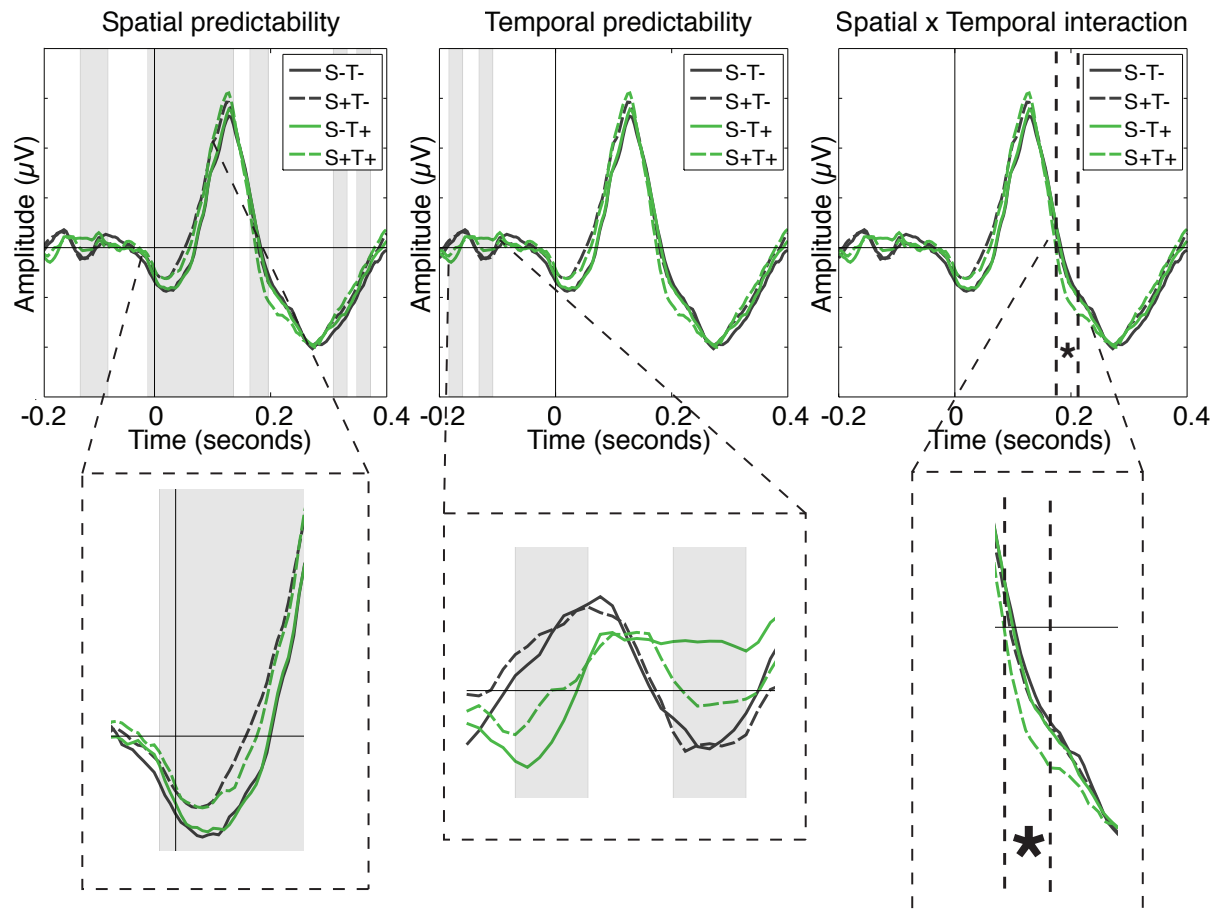 Spatial predictability
Amplitude (µV)
S-T-
S+T-
S-T+
S+T+
-0.2
0
0.2
0.4
Time (seconds)
Temporal predictability
Amplitude (µV)
S-T-
S+T-
S-T+
S+T+
-0.2
0
0.2
0.4
Time (seconds)
Spatial x Temporal interaction
Amplitude (µV)
S-T-
S+T-
S-T+
S+T+
*
-0.2
0
0.2
0.4
Time (seconds)
*